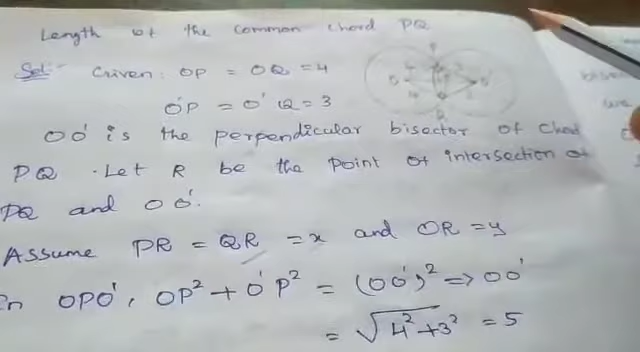 Length of the common chord PQ
Sol:- Given: OP = OQ = 4
O'P = O'Q = 3
OO' is the perpendicular bisector of chord
PQ. Let R be the point of intersection of
PQ and OO'.
Assume PR = QR = x and OR = y
In OPO', OP² + O'P² = (OO')² => OO'
= √4²+3² = 5